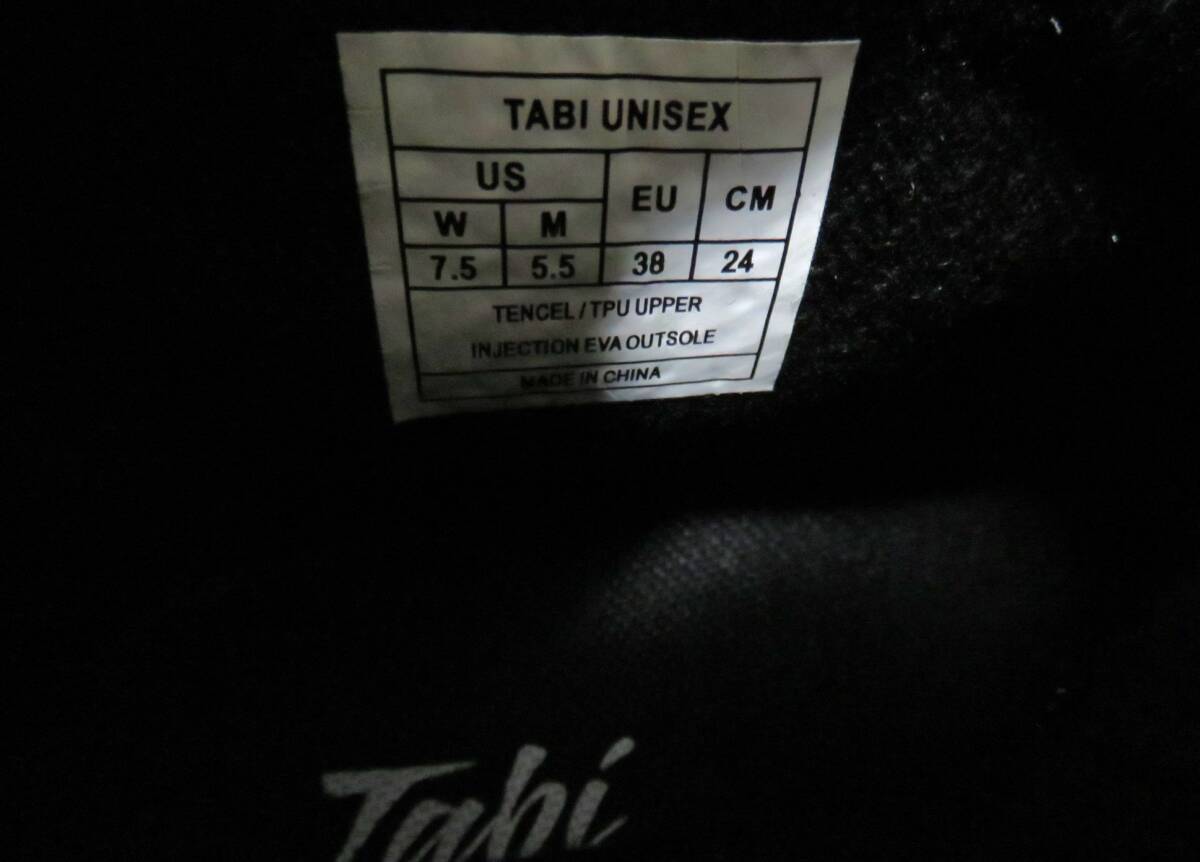 TABI UNISEX
US EU CM
W M
7.5 5.5 38 24
TENCEL / TPU UPPER
INJECTION EVA OUTSOLE
MADE IN CHINA
Tabi